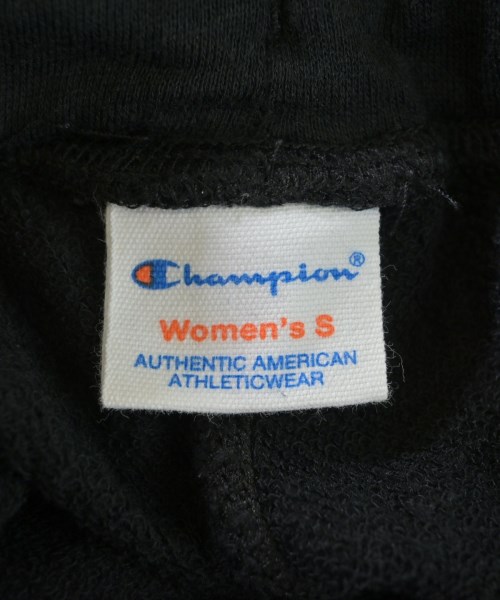 Champion®
Women's S
AUTHENTIC AMERICAN
ATHLETICWEAR